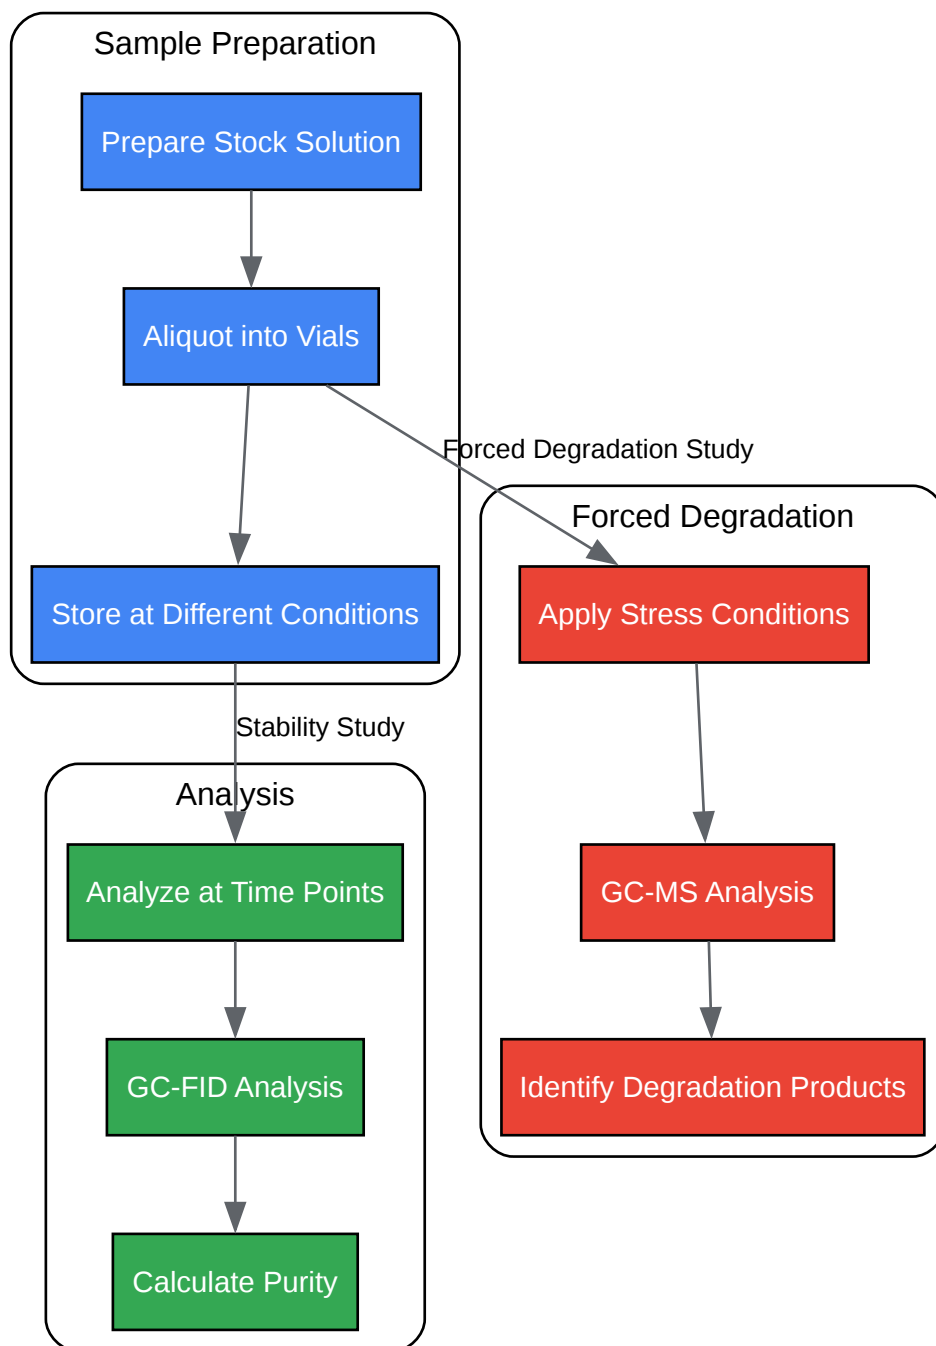 Sample Preparation
Prepare Stock Solution
Aliquot into Vials
Forced Degradation Study
Forced Degradation
Store at Different Conditions
Apply Stress Conditions
Stability Study
Analysis
Analyze at Time Points
GC-MS Analysis
GC-FID Analysis
Identify Degradation Products
Calculate Purity